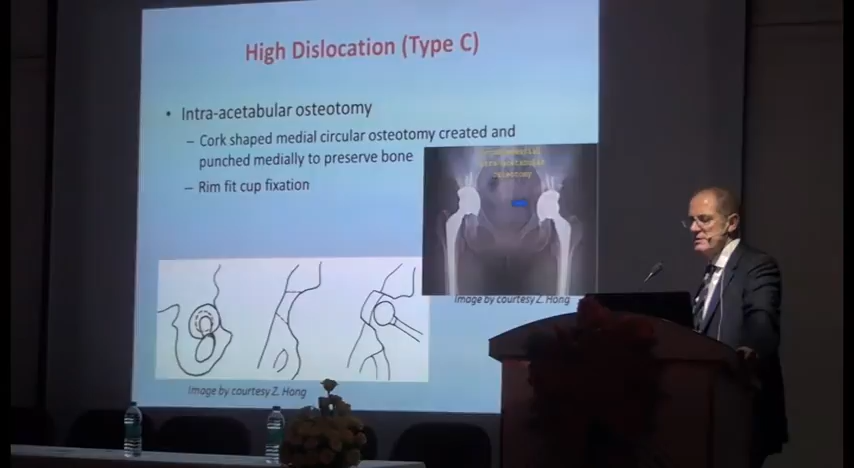 High Dislocation (Type C)
• Intra-acetabular osteotomy
– Cork shaped medial circular osteotomy created and
punched medially to preserve bone
– Rim fit cup fixation
Osteotomy
Image by courtesy Z. Hong
Image by courtesy Z. Hong